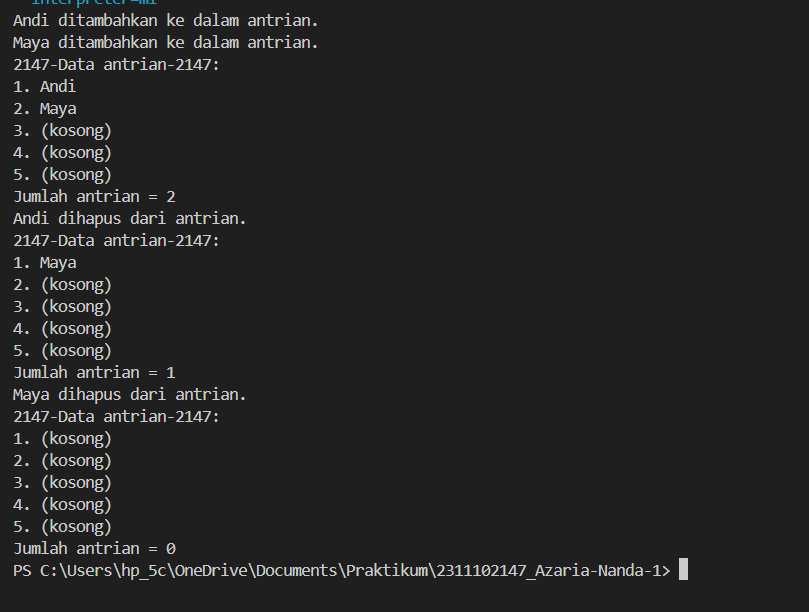 interpreter=mi
Andi ditambahkan ke dalam antrian.
Maya ditambahkan ke dalam antrian.
2147-Data antrian-2147:
1. Andi
2. Maya
3. (kosong)
4. (kosong)
5. (kosong)
Jumlah antrian = 2
Andi dihapus dari antrian.
2147-Data antrian-2147:
1. Maya
2. (kosong)
3. (kosong)
4. (kosong)
5. (kosong)
Jumlah antrian = 1
Maya dihapus dari antrian.
2147-Data antrian-2147:
1. (kosong)
2. (kosong)
3. (kosong)
4. (kosong)
5. (kosong)
Jumlah antrian = 0
PS C:\Users\hp_5c\OneDrive\Documents\Praktikum\2311102147_Azaria-Nanda-1>